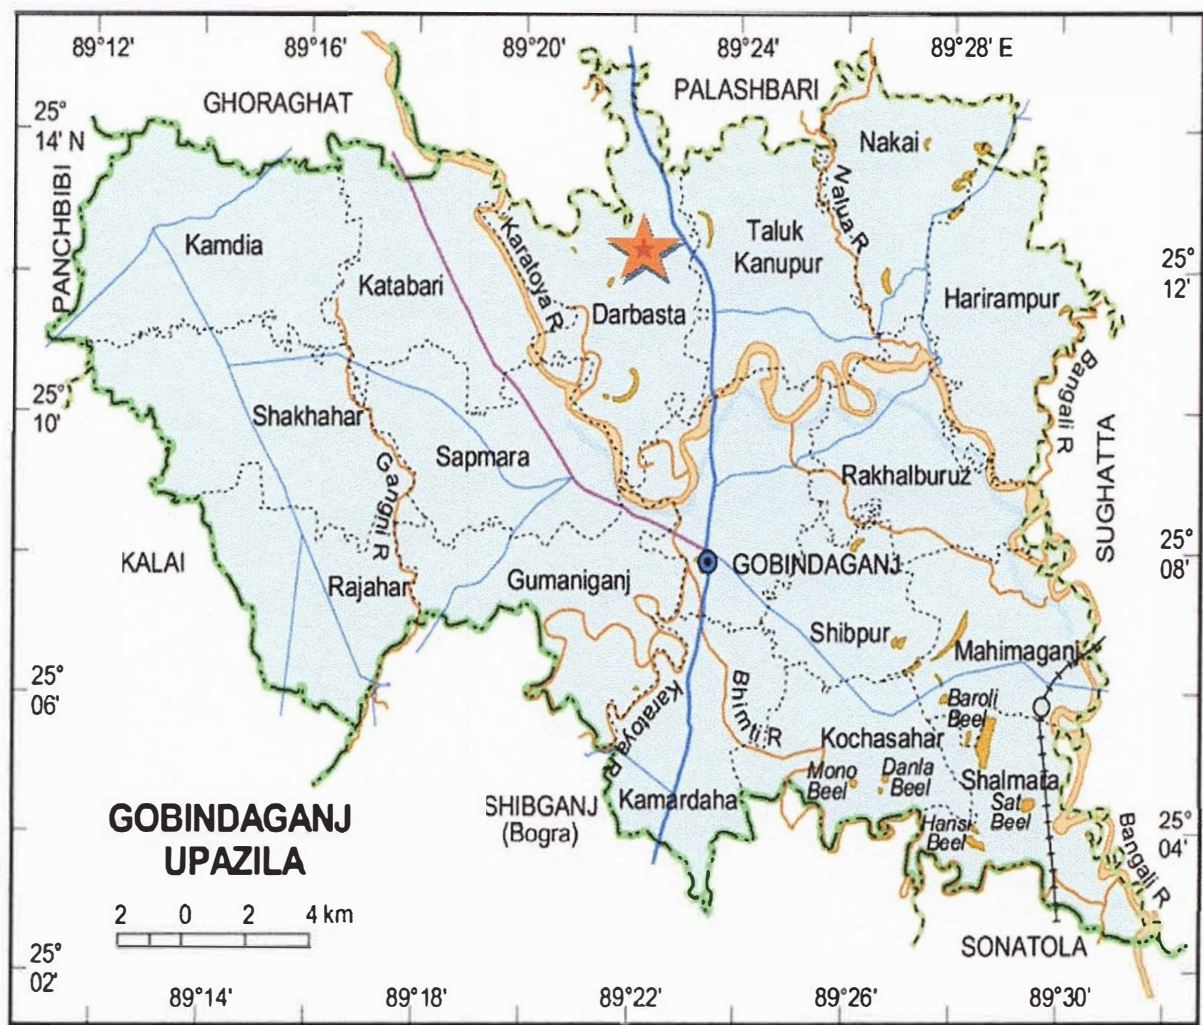 89°12'
89°16'
89°20'
89°24'
89°28' E
GHORAGHAT
PALASHBARI
25°
14' N
Nakai
PANCHBIBI
Kamdia
Katabari
Karatoya R
Taluk
Kanupur
Nalua R
25°
12'
Harirampur
Darbasta
Bangali R
25°
10'
Shakhahar
Sapmara
Gangni R
Rakhalburuz
SUGHATTA
KALAI
Rajahar
Gumaniganj
GOBINDAGANJ
25°
08'
Shibpur
Mahimaganj
25°
06'
Karatoya R
Bhimti R
Baroli
Beel
Kochasahar
Mono
Beel
Danla
Beel
Shalmara
Sat
Beel
Hansi
Beel
SHIBGANJ
(Bogra)
Kamardaha
Bangali R
25°
04'
GOBINDAGANJ
UPAZILA
2 0 2 4 km
SONATOLA
25°
02'
89°14'
89°18'
89°22'
89°26'
89°30'